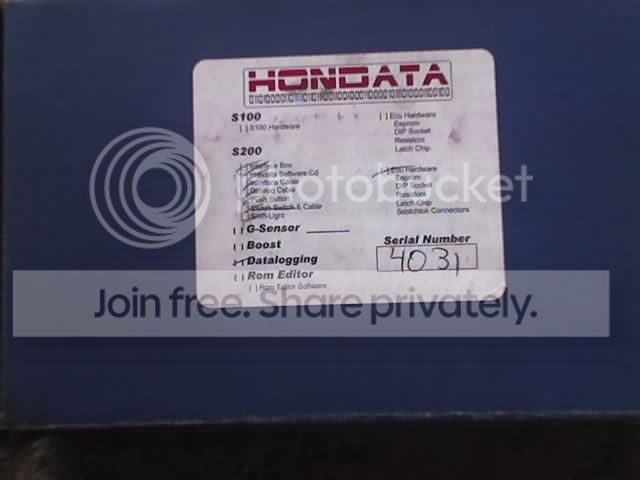 HONDATA
S100
[ ] S100 Hardware
[ ] Ecu Hardware
Eeprom
DIP Socket
Resistors
Latch Chip
S200
Interface Box
Hondata Software Cd
Interface Cable
Datalog Cable
Push Button
Clutch Switch & Cable
Shift-Light
Ecu Hardware
Eeprom
DIP Socket
Resistors
Latch Chip
Scotchlok Connectors
[ ] G-Sensor
[ ] Boost
Datalogging
[ ] Rom Editor
[ ] Rom Editor Software
Serial Number
4031
photobucket
Join free. Share privately.